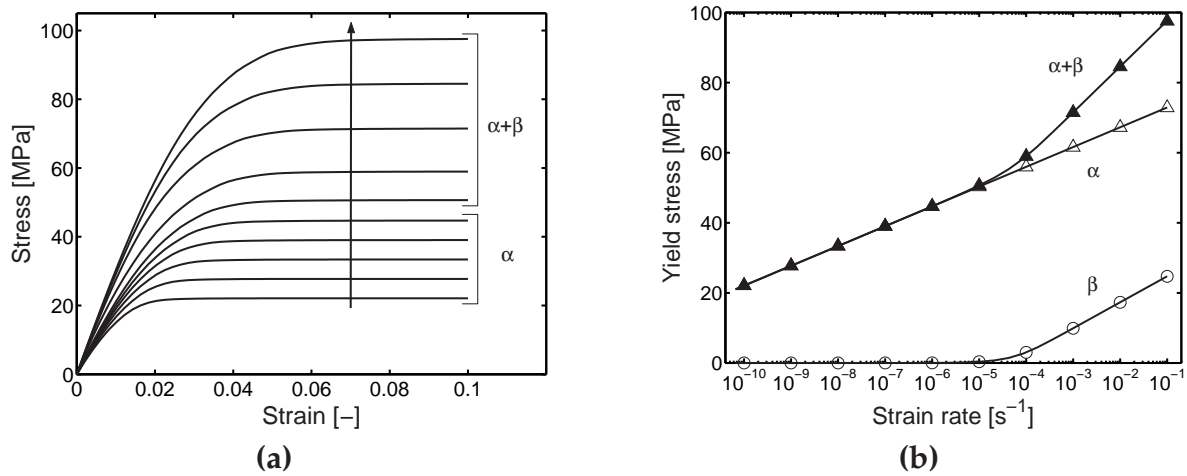 100
80
60
40
20
0
Stress [MPa]
α+β
α
0 0.02 0.04 0.06 0.08 0.1
Strain [−]
(a)
100
80
60
40
20
0
Yield stress [MPa]
α+β
α
β
10⁻¹⁰ 10⁻⁹ 10⁻⁸ 10⁻⁷ 10⁻⁶ 10⁻⁵ 10⁻⁴ 10⁻³ 10⁻² 10⁻¹
Strain rate [s⁻¹]
(b)